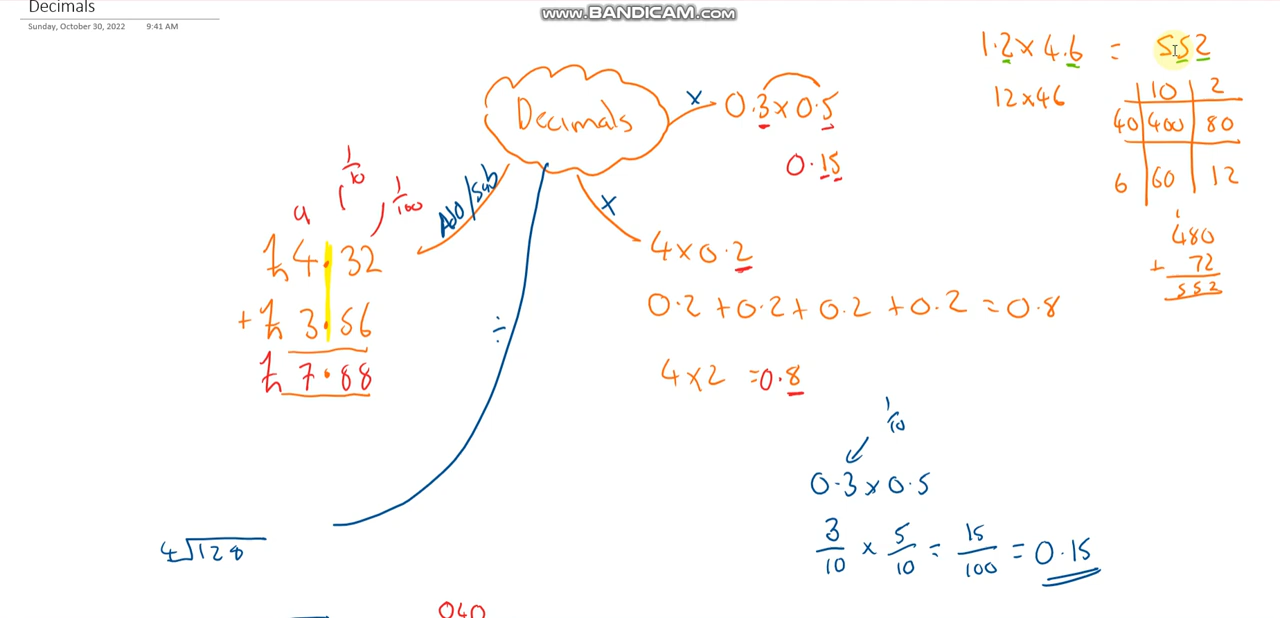 Decimals
Sunday, October 30, 2022 9:41 AM
www.BANDICAM.com
Decimals
x
0.3 x 0.5
0.15
1.2 x 4.6 = 552
12 x 46
10 2
40 400 80
6 60 12
1
480
+ 72
552
Add/Sub
1/10
1/100
£4.32
+ £3.56
£7.88
x
4 x 0.2
0.2 + 0.2 + 0.2 + 0.2 = 0.8
4 x 2 = 0.8
÷
1/10
0.3 x 0.5
3/10 x 5/10 = 15/100 = 0.15
4 128
040